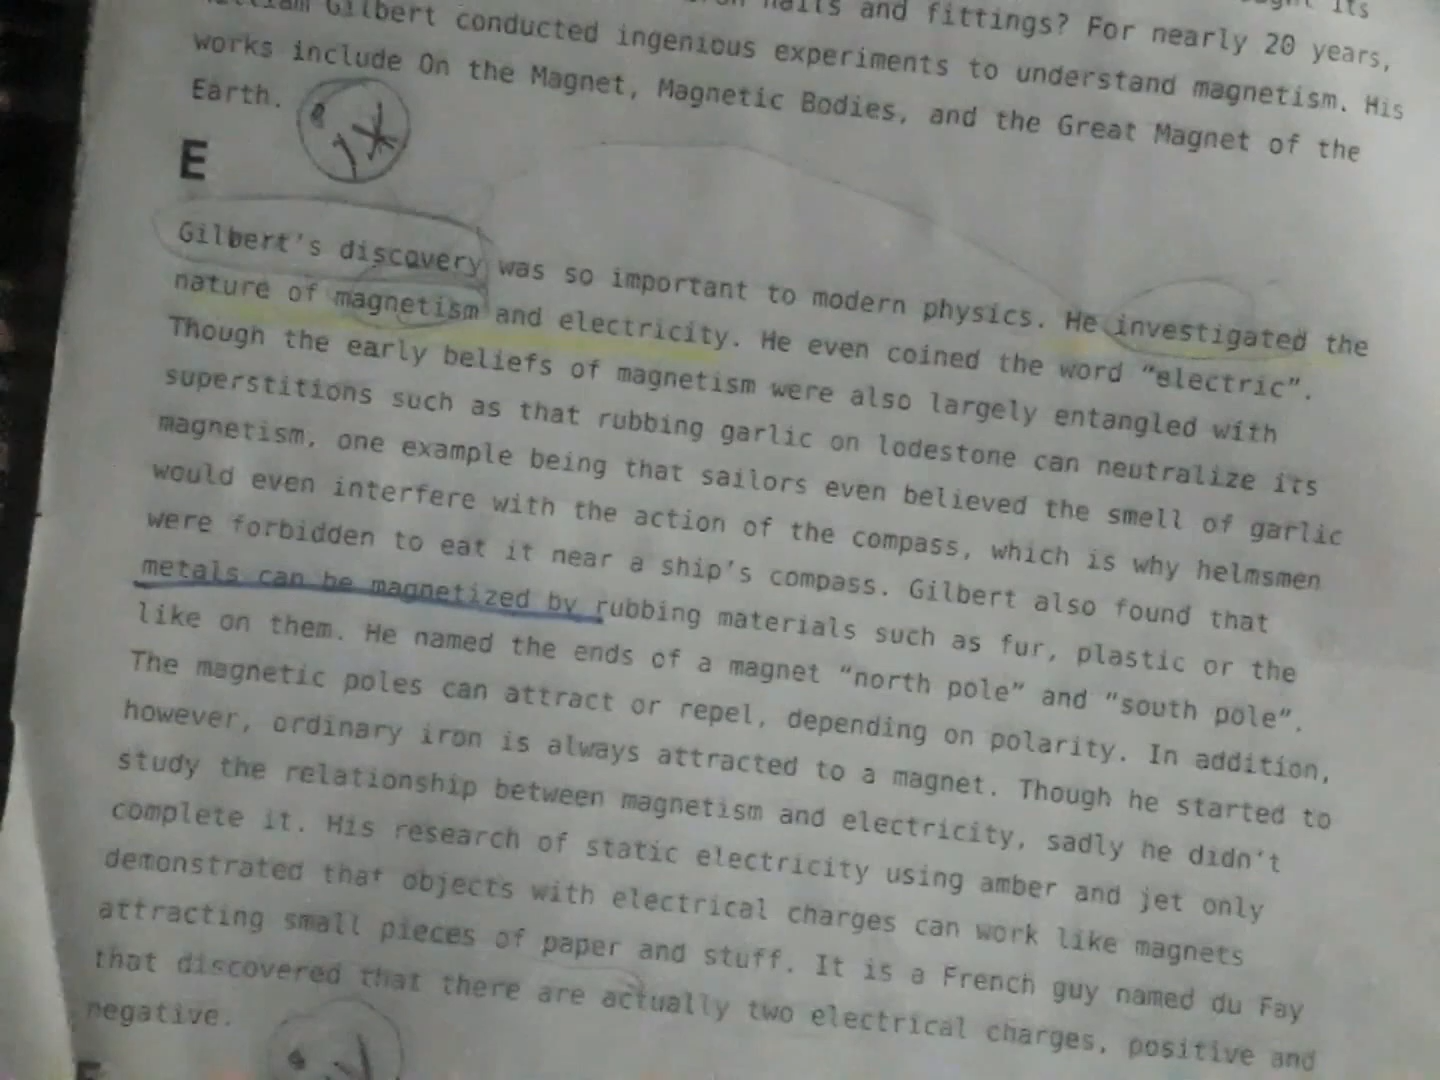 nails and fittings? For nearly 20 years,
Gilbert conducted ingenious experiments to understand magnetism. His
works include On the Magnet, Magnetic Bodies, and the Great Magnet of the
Earth.
E
Gilbert's discovery was so important to modern physics. He investigated the
nature of magnetism and electricity. He even coined the word "electric".
Though the early beliefs of magnetism were also largely entangled with
superstitions such as that rubbing garlic on lodestone can neutralize its
magnetism, one example being that sailors even believed the smell of garlic
would even interfere with the action of the compass, which is why helmsmen
were forbidden to eat it near a ship's compass. Gilbert also found that
metals can be magnetized by rubbing materials such as fur, plastic or the
like on them. He named the ends of a magnet "north pole" and "south pole".
The magnetic poles can attract or repel, depending on polarity. In addition,
however, ordinary iron is always attracted to a magnet. Though he started to
study the relationship between magnetism and electricity, sadly he didn't
complete it. His research of static electricity using amber and jet only
demonstrated that objects with electrical charges can work like magnets
attracting small pieces of paper and stuff. It is a French guy named du Fay
that discovered that there are actually two electrical charges, positive and
negative.